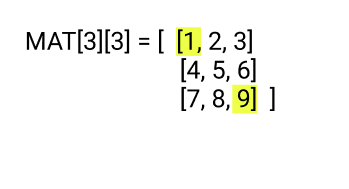 MAT[3][3] = [ [1, 2, 3]
[4, 5, 6]
[7, 8, 9] ]